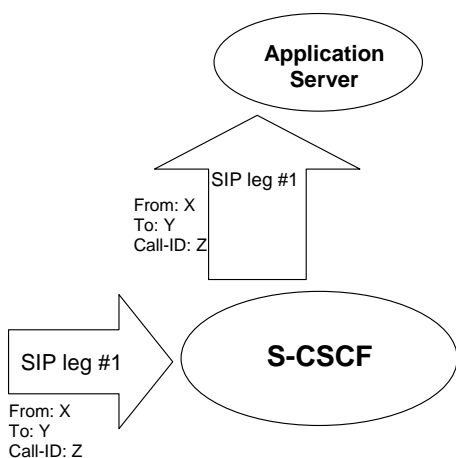 Application
Server
SIP leg #1
From: X
To: Y
Call-ID: Z
S-CSCF
SIP leg #1
From: X
To: Y
Call-ID: Z